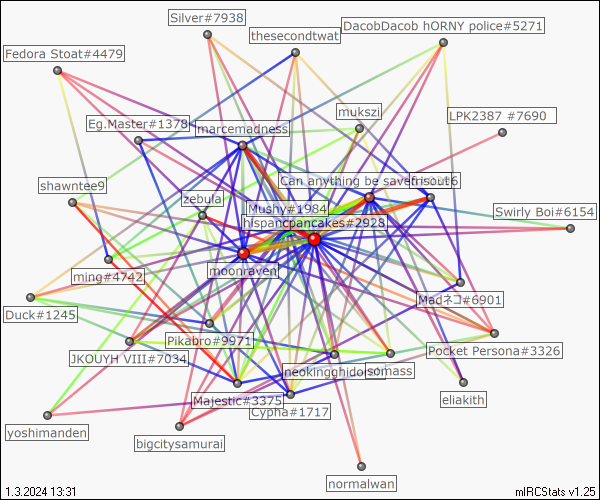 Silver#7938
DacobDacob hORNY police#5271
thesecondtwat
Fedora Stoat#4479
mukszi
LPK2387 #7690
Eg.Master#1378
marcemadness
shawntee9
zebula
Can anything be saved
frisout6
Mushy#1984
Swirly Boi#6154
hispancpancakes#2928
moonraven
ming#4742
Madネコ#6901
Duck#1245
Pikabro#9971
Pocket Persona#3326
JKOUYH VIII#7034
neokingghidorah
somass
Majestic#3375
eliakith
Cypha#1717
yoshimanden
bigcitysamurai
normalwan
1.3.2024 13:31
mIRCStats v1.25